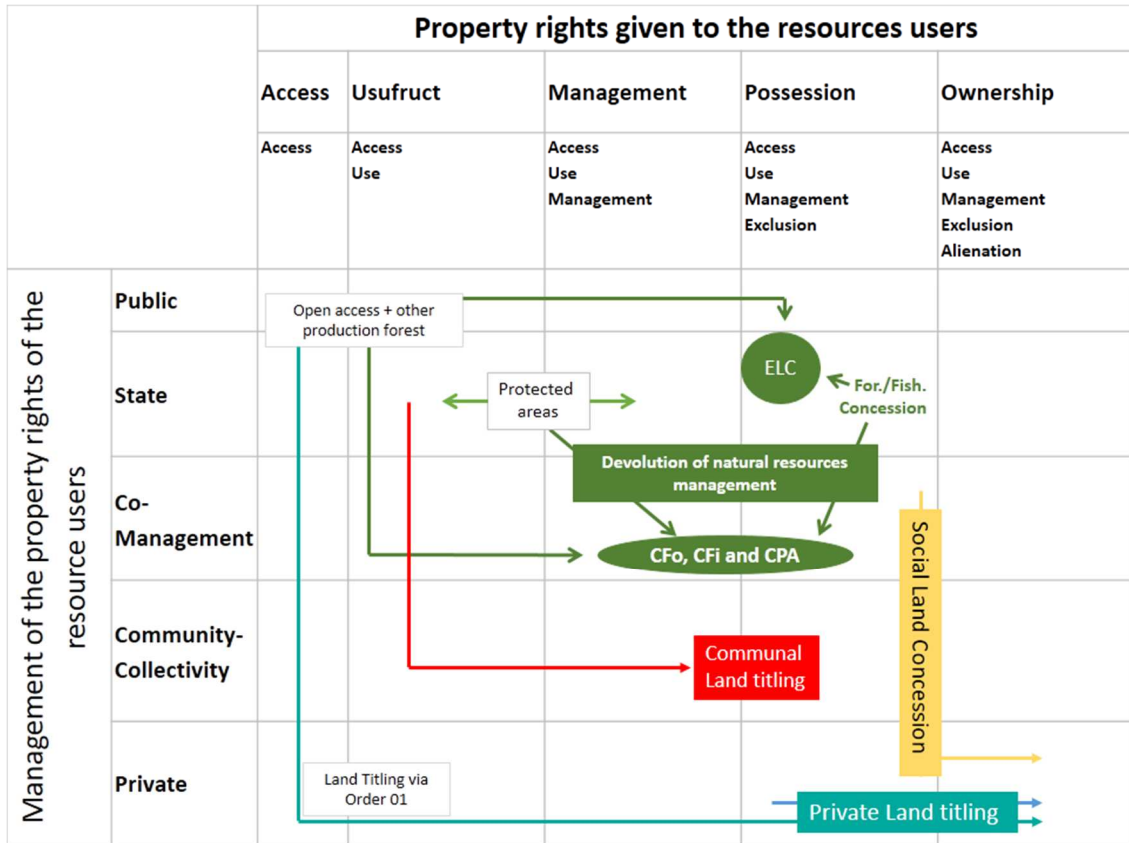 Property rights given to the resources users
Access
Usufruct
Management
Possession
Ownership
Access
Access
Use
Access
Use
Management
Access
Use
Management
Exclusion
Access
Use
Management
Exclusion
Alienation
Management of the property rights of the
resource users
Public
Open access + other
production forest
State
Protected
areas
ELC
For./Fish.
Concession
Devolution of natural resources
management
Co-
Management
CFo, CFi and CPA
Social Land Concession
Community-
Collectivity
Communal
Land titling
Private
Land Titling via
Order 01
Private Land titling